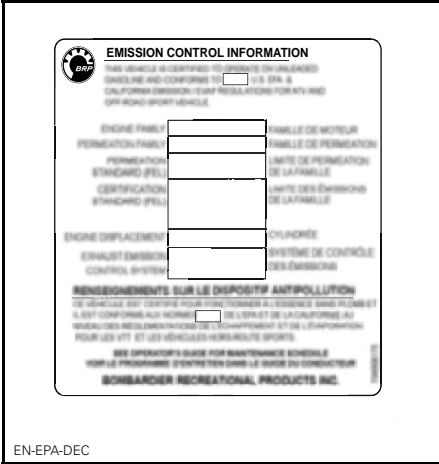 BRP
EMISSION CONTROL INFORMATION
THIS VEHICLE IS CERTIFIED TO OPERATE ON UNLEADED
GASOLINE AND CONFORMS TO U.S. EPA &
CALIFORNIA EMISSION / EVAP REGULATIONS FOR ATV AND
OFF-ROAD SPORT VEHICLE.
ENGINE FAMILY FAMILLE DE MOTEUR
PERMEATION FAMILY FAMILLE DE PERMEATION
PERMEATION LIMITE DE PERMEATION
STANDARD (FEL) DE LA FAMILLE
CERTIFICATION LIMITE DES ÉMISSIONS
STANDARD (FEL) DE LA FAMILLE
ENGINE DISPLACEMENT CYLINDRÉE
EXHAUST EMISSION SYSTÈME DE CONTRÔLE
CONTROL SYSTEM DES ÉMISSIONS
RENSEIGNEMENTS SUR LE DISPOSITIF ANTIPOLLUTION
CE VÉHICULE EST CERTIFIÉ POUR FONCTIONNER À L'ESSENCE SANS PLOMB ET
IL EST CONFORME AUX NORMES DE L'EPA ET DE LA CALIFORNIE AU
NIVEAU DES RÉGLEMENTATIONS DE L'ÉCHAPPEMENT ET DE L'ÉVAPORATION
POUR LES VTT ET LES VÉHICULES HORS-ROUTE SPORTS.
SEE OPERATOR'S GUIDE FOR MAINTENANCE SCHEDULE
VOIR LE PROGRAMME D'ENTRETIEN DANS LE GUIDE DU CONDUCTEUR
BOMBARDIER RECREATIONAL PRODUCTS INC.
EN-EPA-DEC